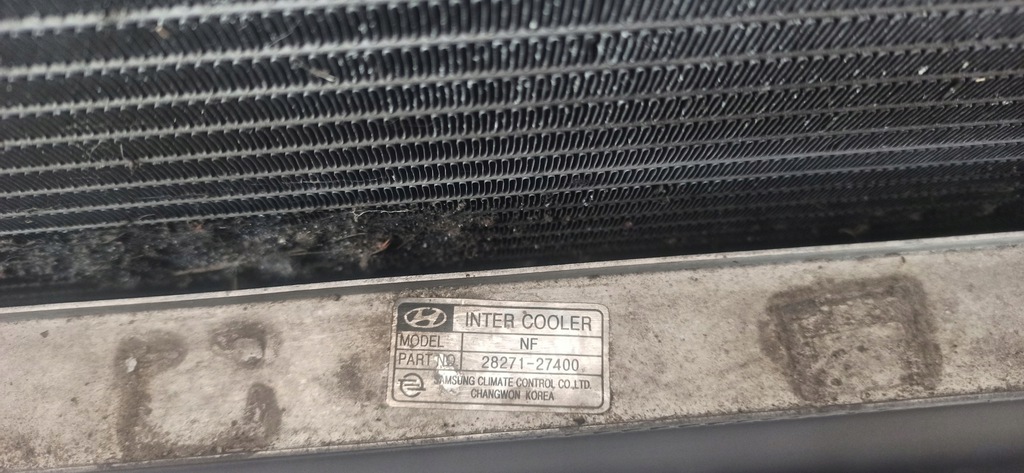 INTER COOLER
MODEL NF
PART NO 28271-27400
SAMSUNG CLIMATE CONTROL CO.,LTD.
CHANGWON KOREA